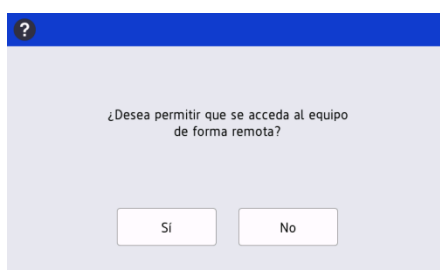 ?
¿Desea permitir que se acceda al equipo
de forma remota?
Sí
No